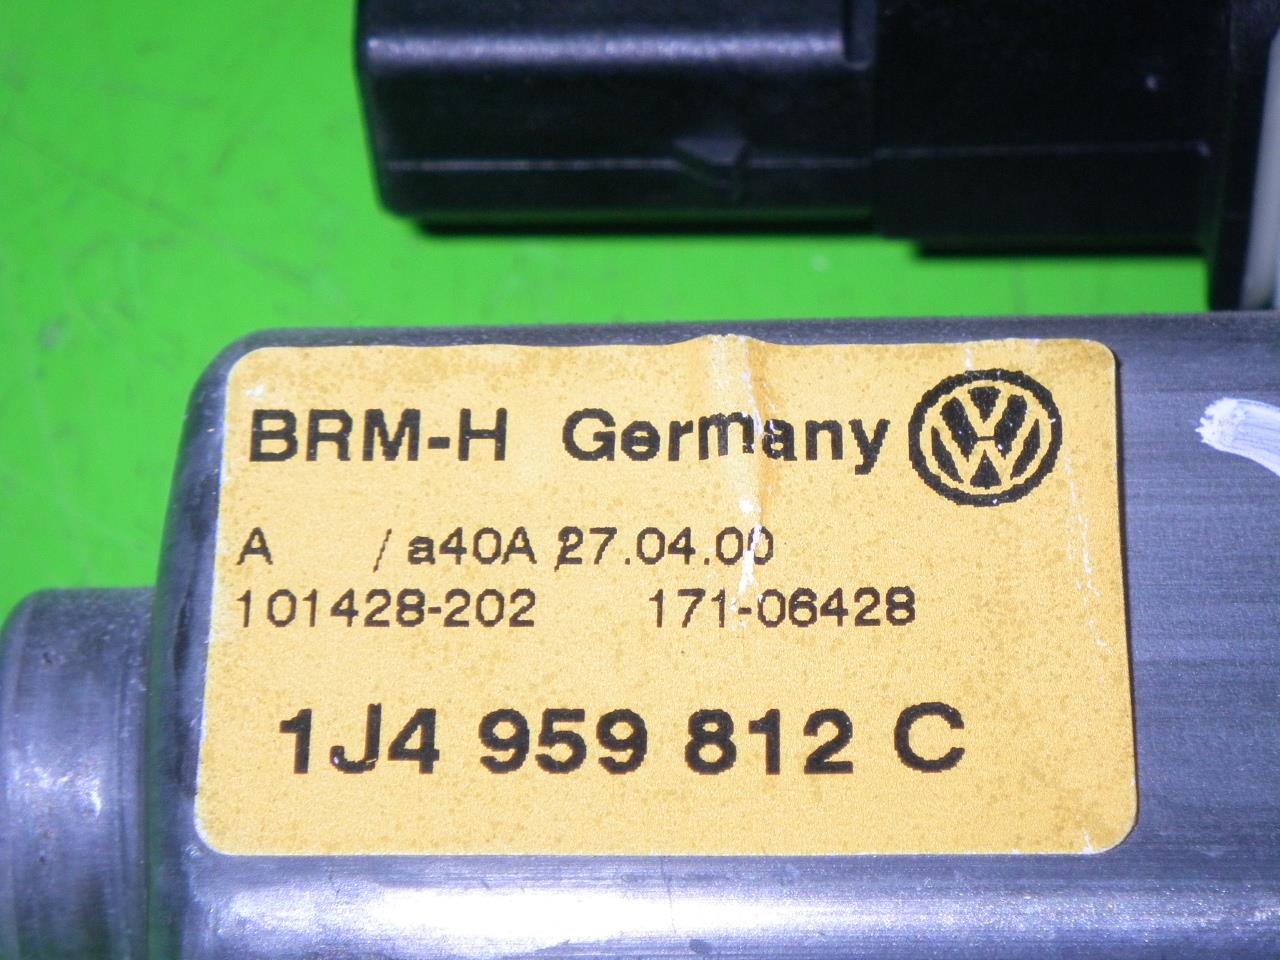 BRM-H Germany
A / a40A 27.04.00
101428-202 171-06428
1J4 959 812 C